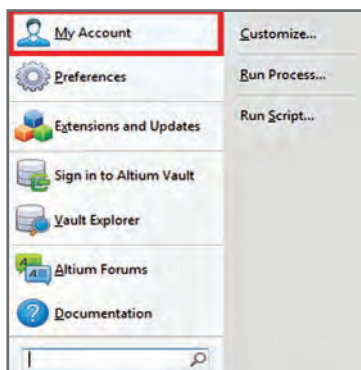 My Account
Preferences
Extensions and Updates
Sign in to Altium Vault
Vault Explorer
Altium Forums
Documentation
Customize...
Run Process...
Run Script...